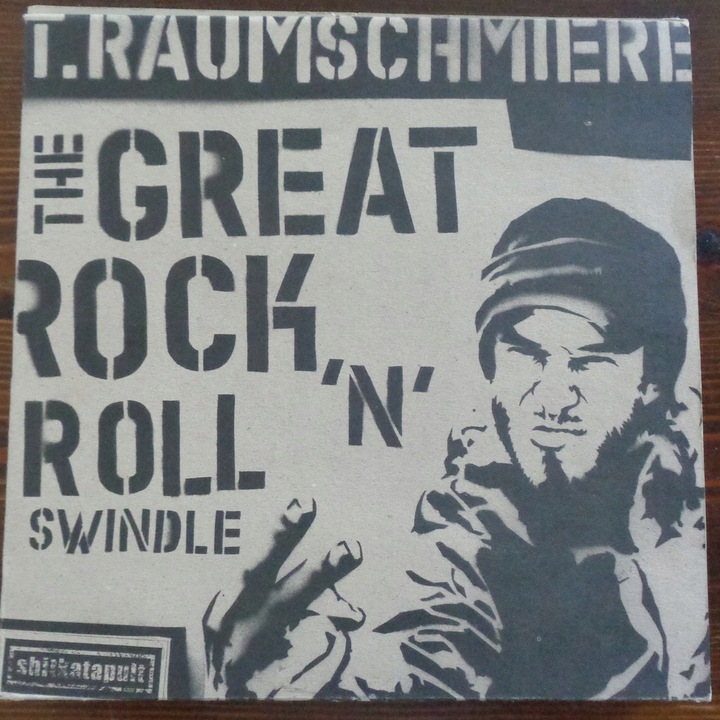 T.RAUMSCHMIERE
THE GREAT
ROCK 'N'
ROLL
SWINDLE
shitkatapult